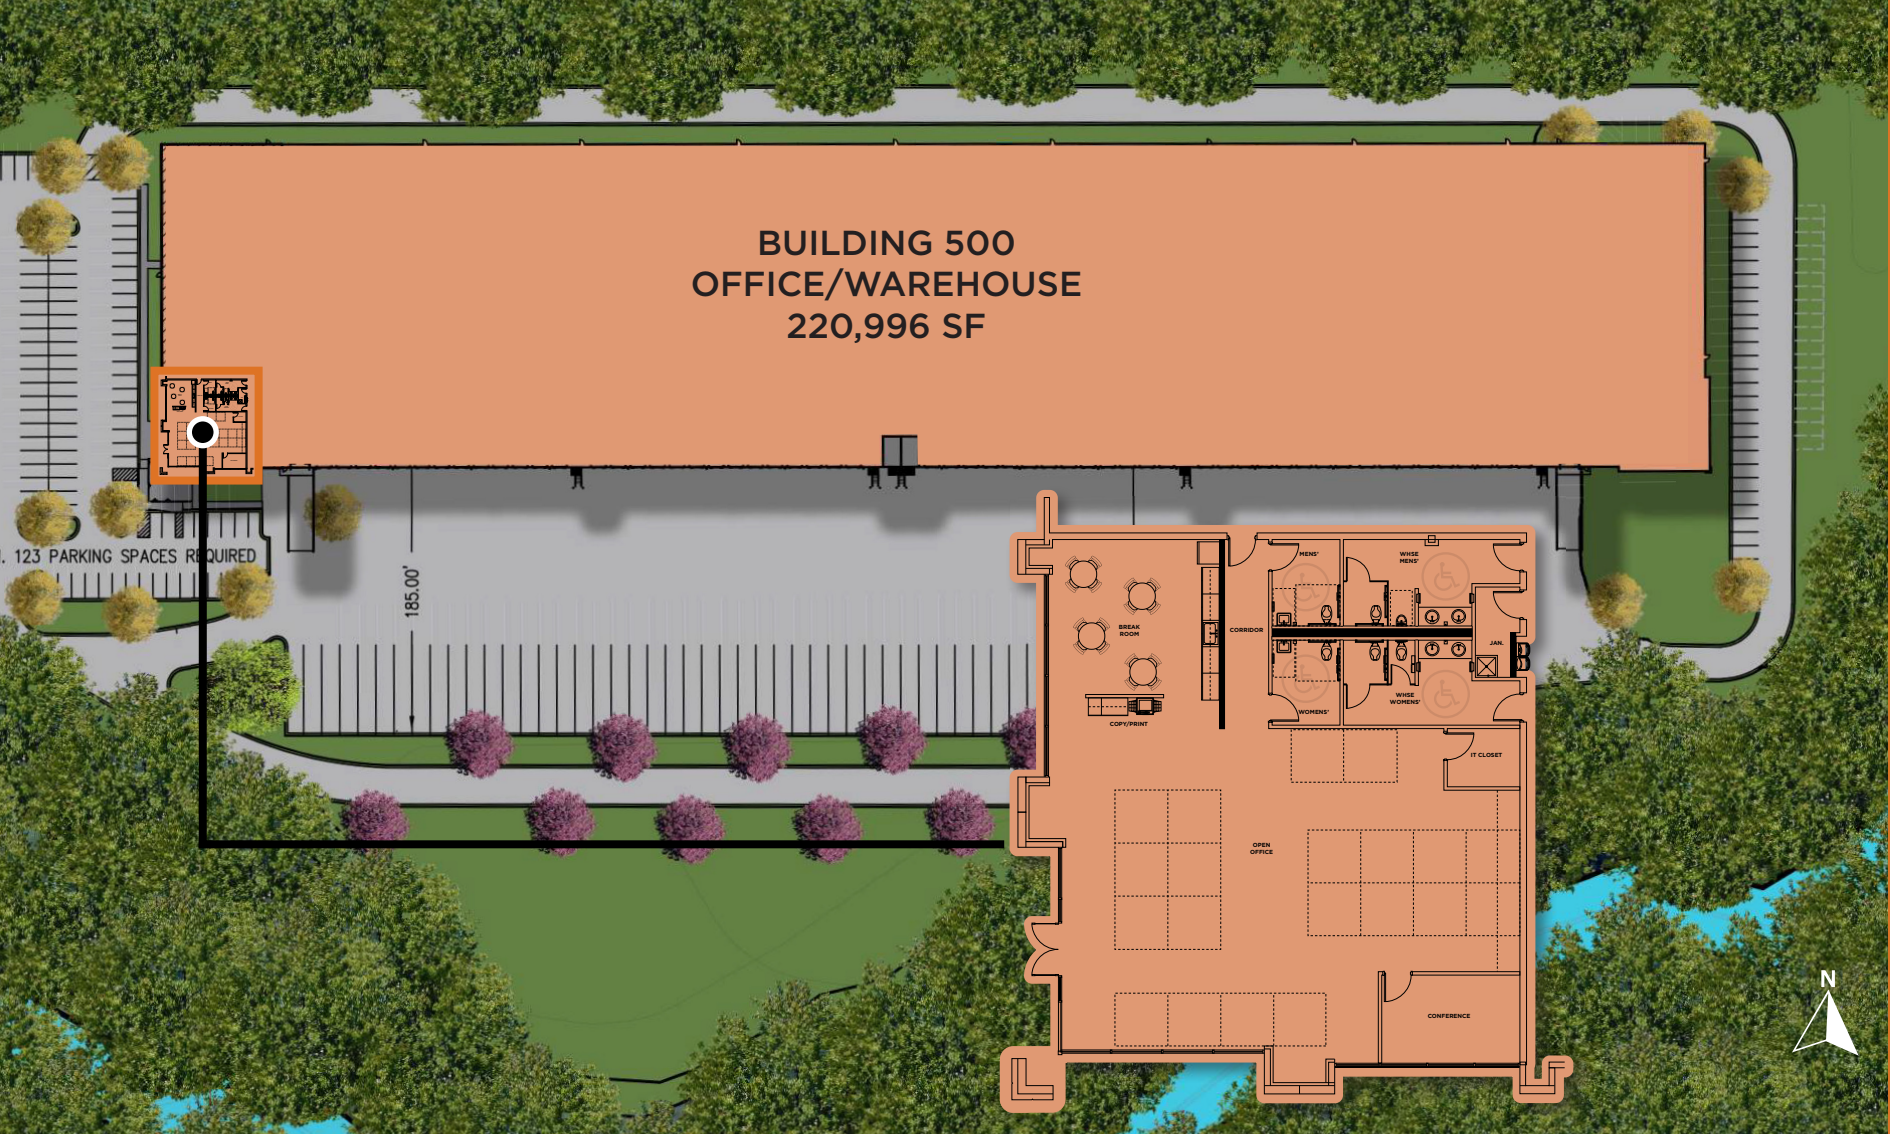 BUILDING 500
OFFICE/WAREHOUSE
220,996 SF
. 123 PARKING SPACES REQUIRED
185.00'
MENS'
WHSE
MENS'
BREAK
ROOM
CORRIDOR
JAN.
WHSE
WOMENS'
WOMENS'
COPY/PRINT
IT CLOSET
OPEN
OFFICE
CONFERENCE
N